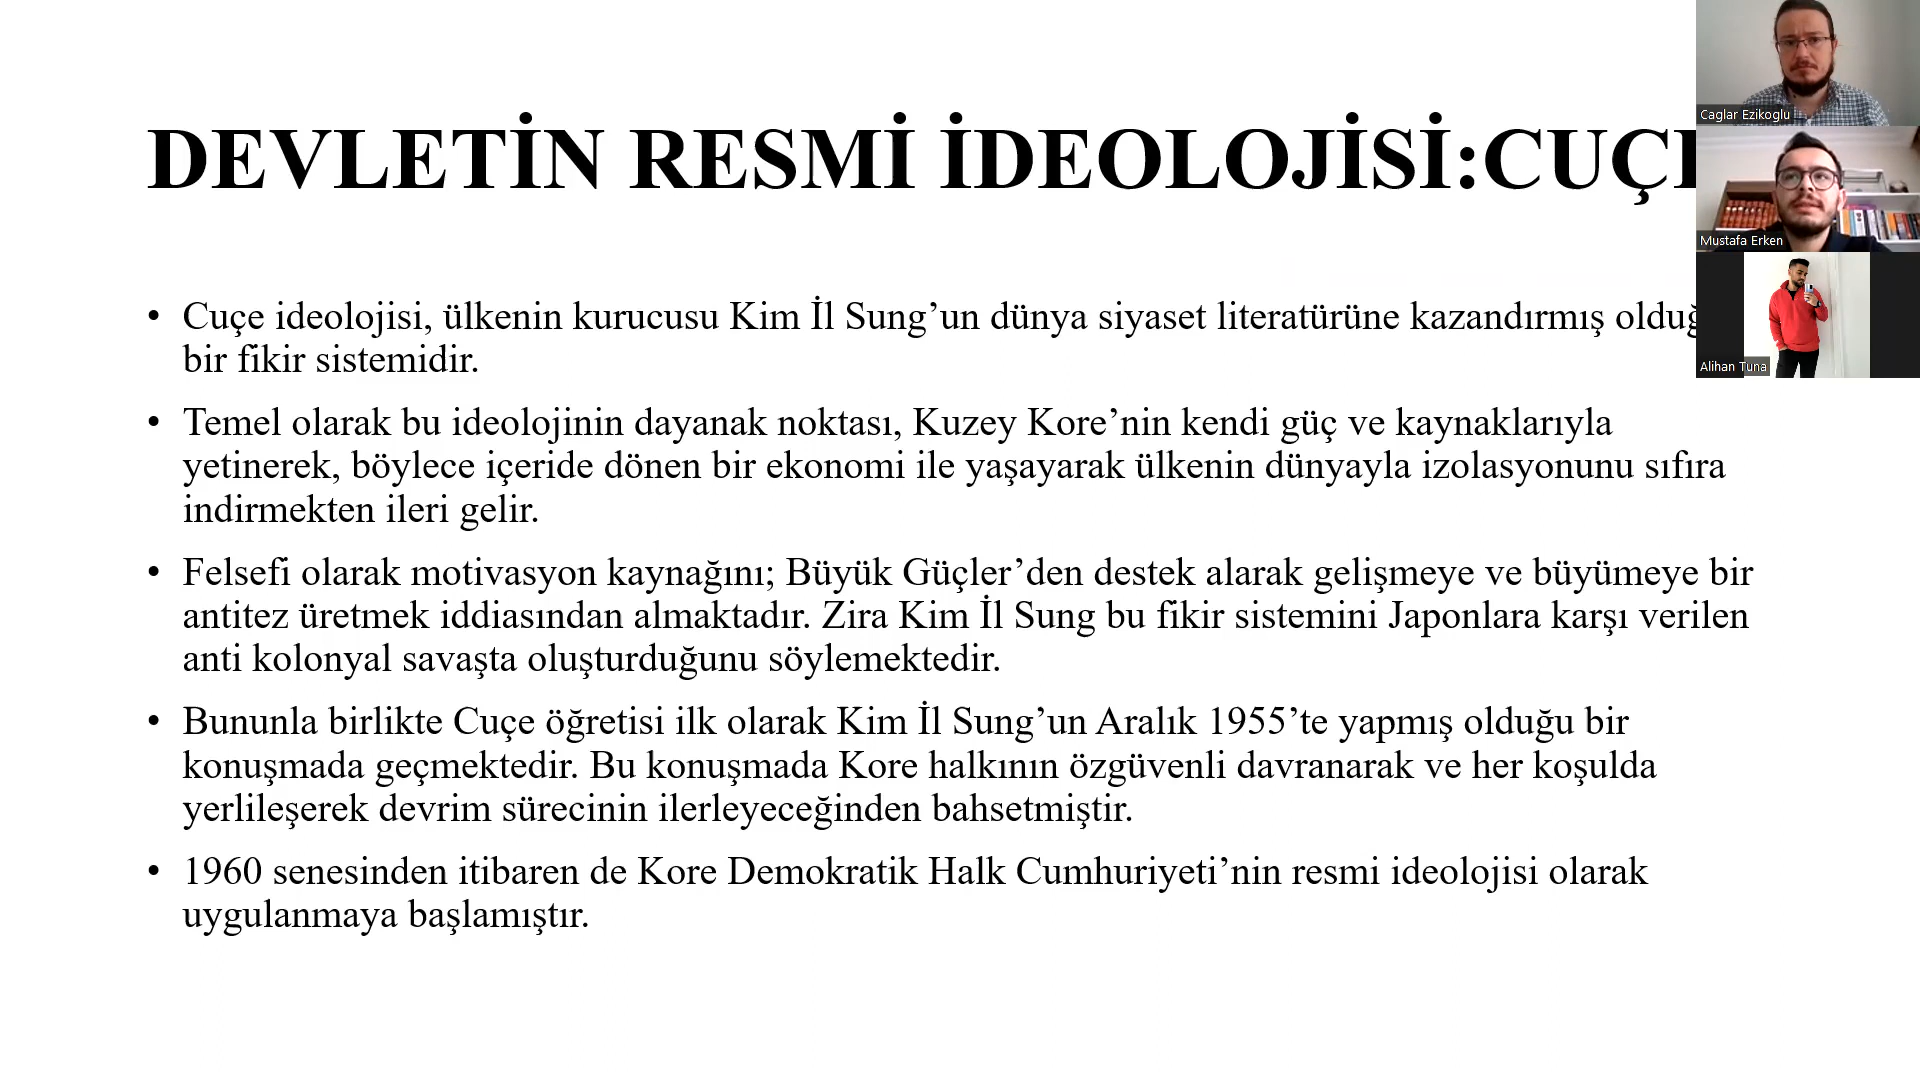 DEVLETİN RESMİ İDEOLOJİSİ:CUÇE
Caglar Ezikoglu
Mustafa Erken
Alihan Tuna
• Cuçe ideolojisi, ülkenin kurucusu Kim İl Sung’un dünya siyaset literatürüne kazandırmış olduğ
bir fikir sistemidir.
• Temel olarak bu ideolojinin dayanak noktası, Kuzey Kore’nin kendi güç ve kaynaklarıyla
yetinerek, böylece içeride dönen bir ekonomi ile yaşayarak ülkenin dünyayla izolasyonunu sıfıra
indirmekten ileri gelir.
• Felsefi olarak motivasyon kaynağını; Büyük Güçler’den destek alarak gelişmeye ve büyümeye bir
antitez üretmek iddiasından almaktadır. Zira Kim İl Sung bu fikir sistemini Japonlara karşı verilen
anti kolonyal savaşta oluşturduğunu söylemektedir.
• Bununla birlikte Cuçe öğretisi ilk olarak Kim İl Sung’un Aralık 1955’te yapmış olduğu bir
konuşmada geçmektedir. Bu konuşmada Kore halkının özgüvenli davranarak ve her koşulda
yerlileşerek devrim sürecinin ilerleyeceğinden bahsetmiştir.
• 1960 senesinden itibaren de Kore Demokratik Halk Cumhuriyeti’nin resmi ideolojisi olarak
uygulanmaya başlamıştır.